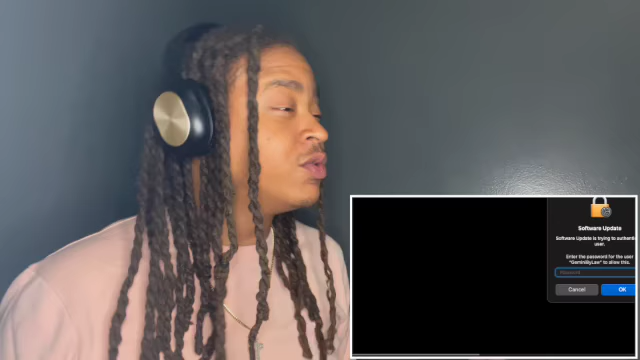 Software Update
Software Update is trying to authenti
user.
Enter the password for the user
"GeminiSkyLaw" to allow this.
Password
Cancel
OK